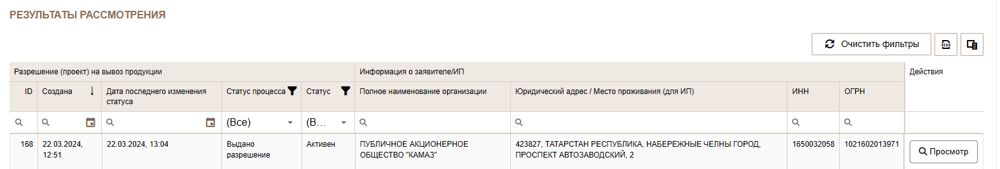 РЕЗУЛЬТАТЫ РАССМОТРЕНИЯ
Очистить фильтры
xlsx
Разрешение (проект) на вывоз продукции
Информация о заявителе/ИП
Действия
ID
Создана
Дата последнего изменения
статуса
Статус процесса
Статус
Полное наименование организации
Юридический адрес / Место проживания (для ИП)
ИНН
ОГРН
(Все)
(В...
168
22.03.2024,
12:51
22.03.2024, 13:04
Выдано
разрешение
Активен
ПУБЛИЧНОЕ АКЦИОНЕРНОЕ
ОБЩЕСТВО "КАМАЗ"
423827, ТАТАРСТАН РЕСПУБЛИКА, НАБЕРЕЖНЫЕ ЧЕЛНЫ ГОРОД,
ПРОСПЕКТ АВТОЗАВОДСКИЙ, 2
1650032058
1021602013971
Просмотр